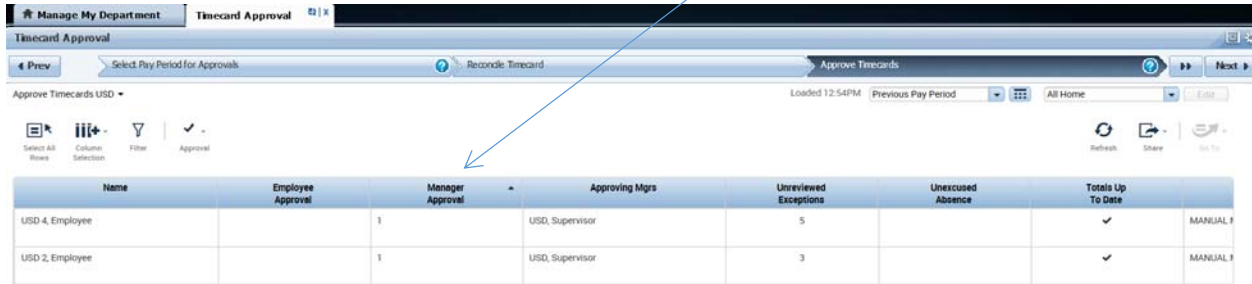 Manage My Department Timecard Approval
Timecard Approval
Prev Select Pay Period for Approvals Reconcile Timecard Approve Timecards Next
Approve Timecards USD Loaded 12:54PM Previous Pay Period All Home Edit
Select All Rows Column Selection Filter Approval Refresh Share Go To
Name Employee Approval Manager Approval Approving Mgrs Unreviewed Exceptions Unexcused Absence Totals Up To Date
USD 4, Employee 1 USD, Supervisor 5 MANUAL
USD 2, Employee 1 USD, Supervisor 3 MANUAL